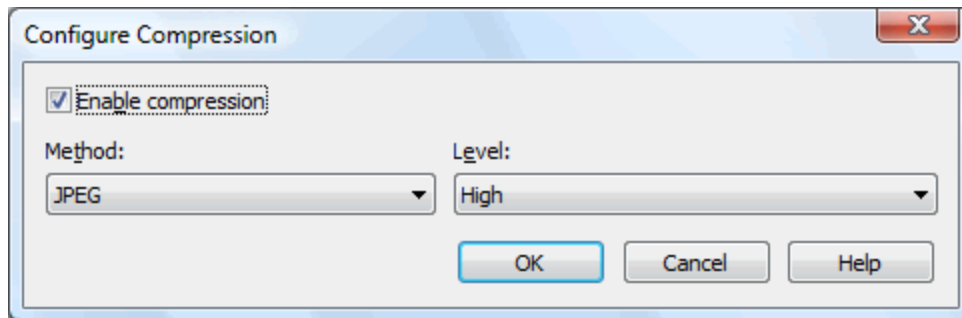 Configure Compression
Enable compression
Method: Level:
JPEG High
OK Cancel Help